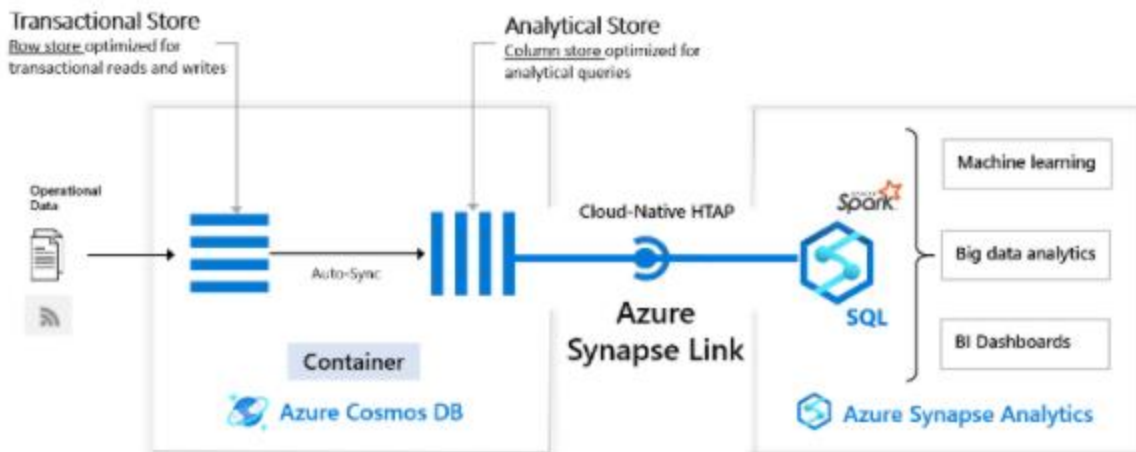 Transactional Store
Row store optimized for
transactional reads and writes
Analytical Store
Column store optimized for
analytical queries
Operational
Data
Auto-Sync
Container
Azure Cosmos DB
Cloud-Native HTAP
Azure
Synapse Link
APACHE
Spark
SQL
Machine learning
Big data analytics
BI Dashboards
Azure Synapse Analytics